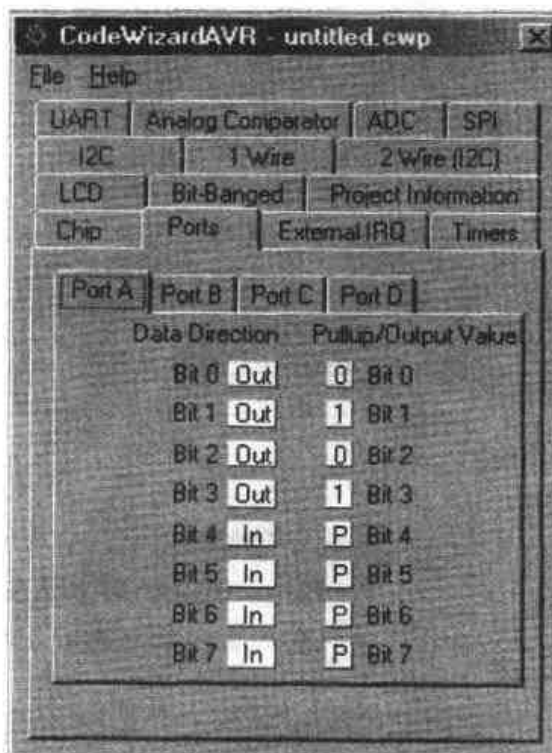 CodeWizardAVR - untitled.cwp
File Help
UART Analog Comparator ADC SPI
I2C 1 Wire 2 Wire (I2C)
LCD Bit-Banged Project Information
Chip Ports External IRQ Timers
Port A Port B Port C Port D
Data Direction Pullup/Output Value
Bit 0 Out 0 Bit 0
Bit 1 Out 1 Bit 1
Bit 2 Out 0 Bit 2
Bit 3 Out 1 Bit 3
Bit 4 In P Bit 4
Bit 5 In P Bit 5
Bit 6 In P Bit 6
Bit 7 In P Bit 7